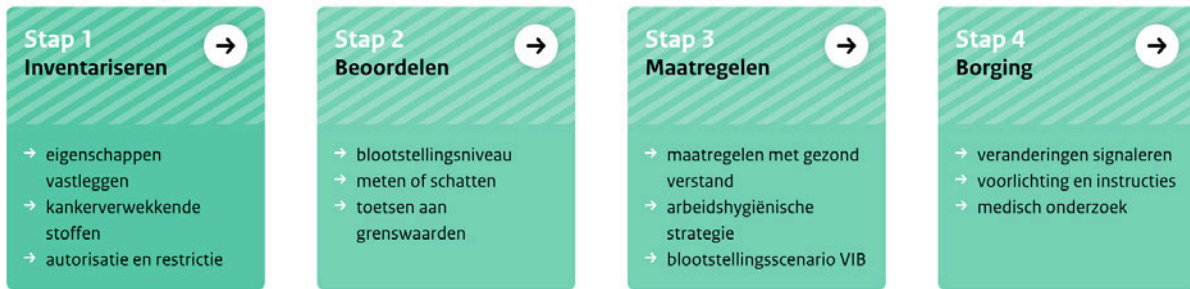 Stap 1
Inventariseren
→ eigenschappen
vastleggen
→ kankerverwekkende
stoffen
→ autorisatie en restrictie
Stap 2
Beoordelen
→ blootstellingsniveau
→ meten of schatten
→ toetsen aan
grenswaarden
Stap 3
Maatregelen
→ maatregelen met gezond
verstand
→ arbeidshygiënische
strategie
→ blootstellingsscenario VIB
Stap 4
Borging
→ veranderingen signaleren
→ voorlichting en instructies
→ medisch onderzoek